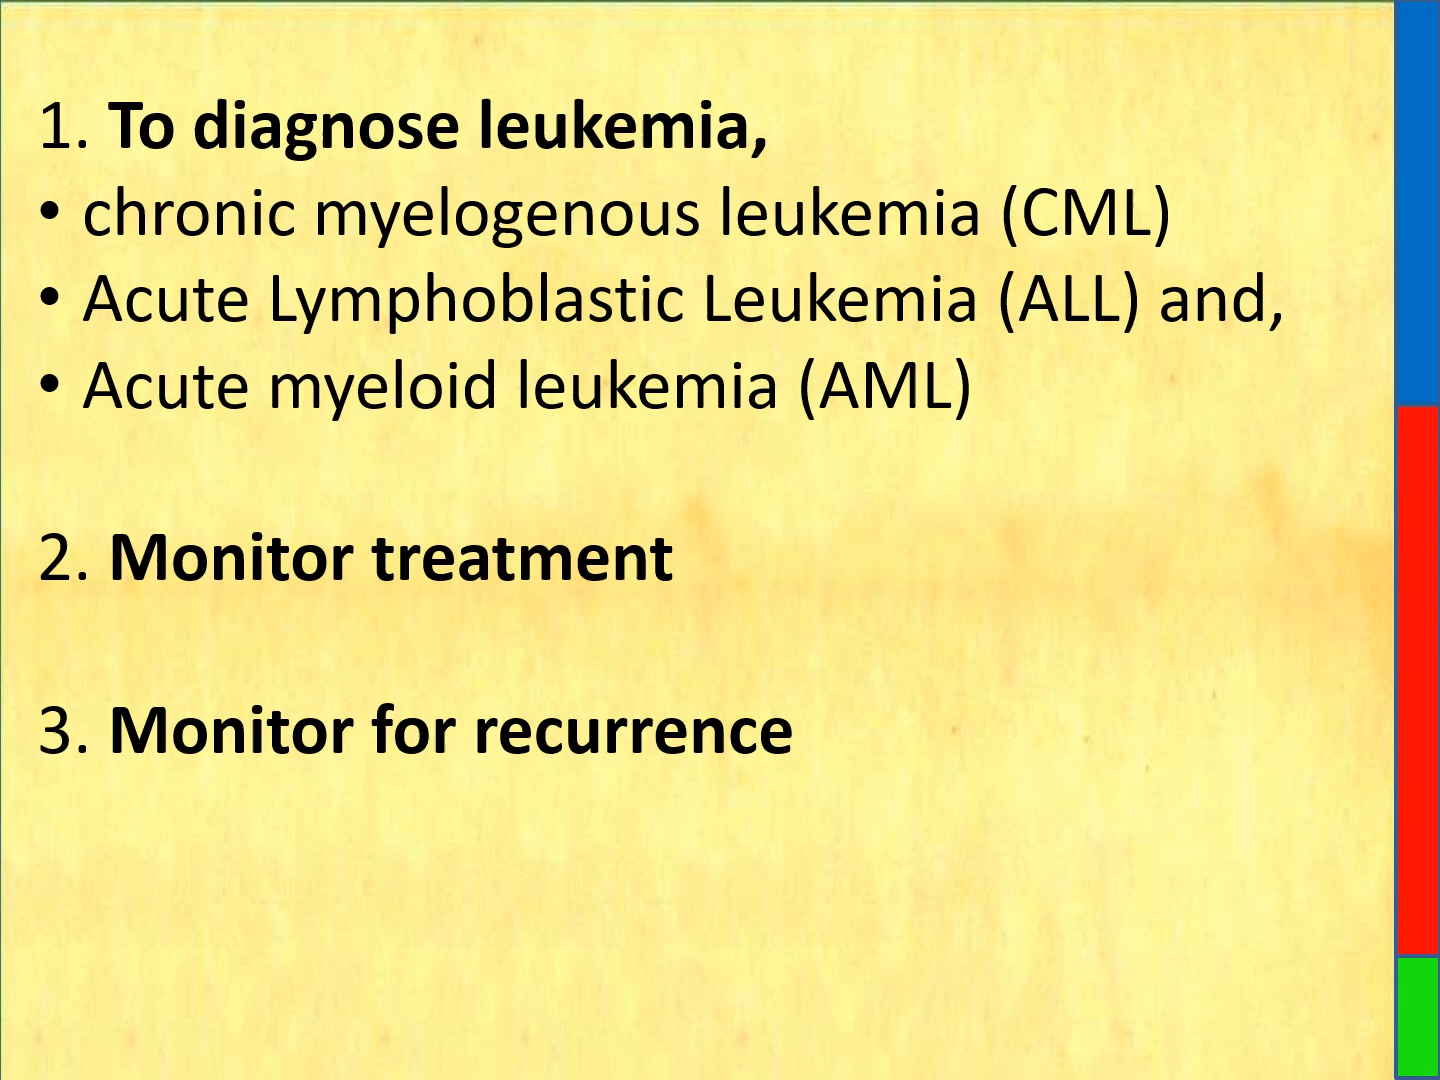 1. To diagnose leukemia,
• chronic myelogenous leukemia (CML)
• Acute Lymphoblastic Leukemia (ALL) and,
• Acute myeloid leukemia (AML)
2. Monitor treatment
3. Monitor for recurrence